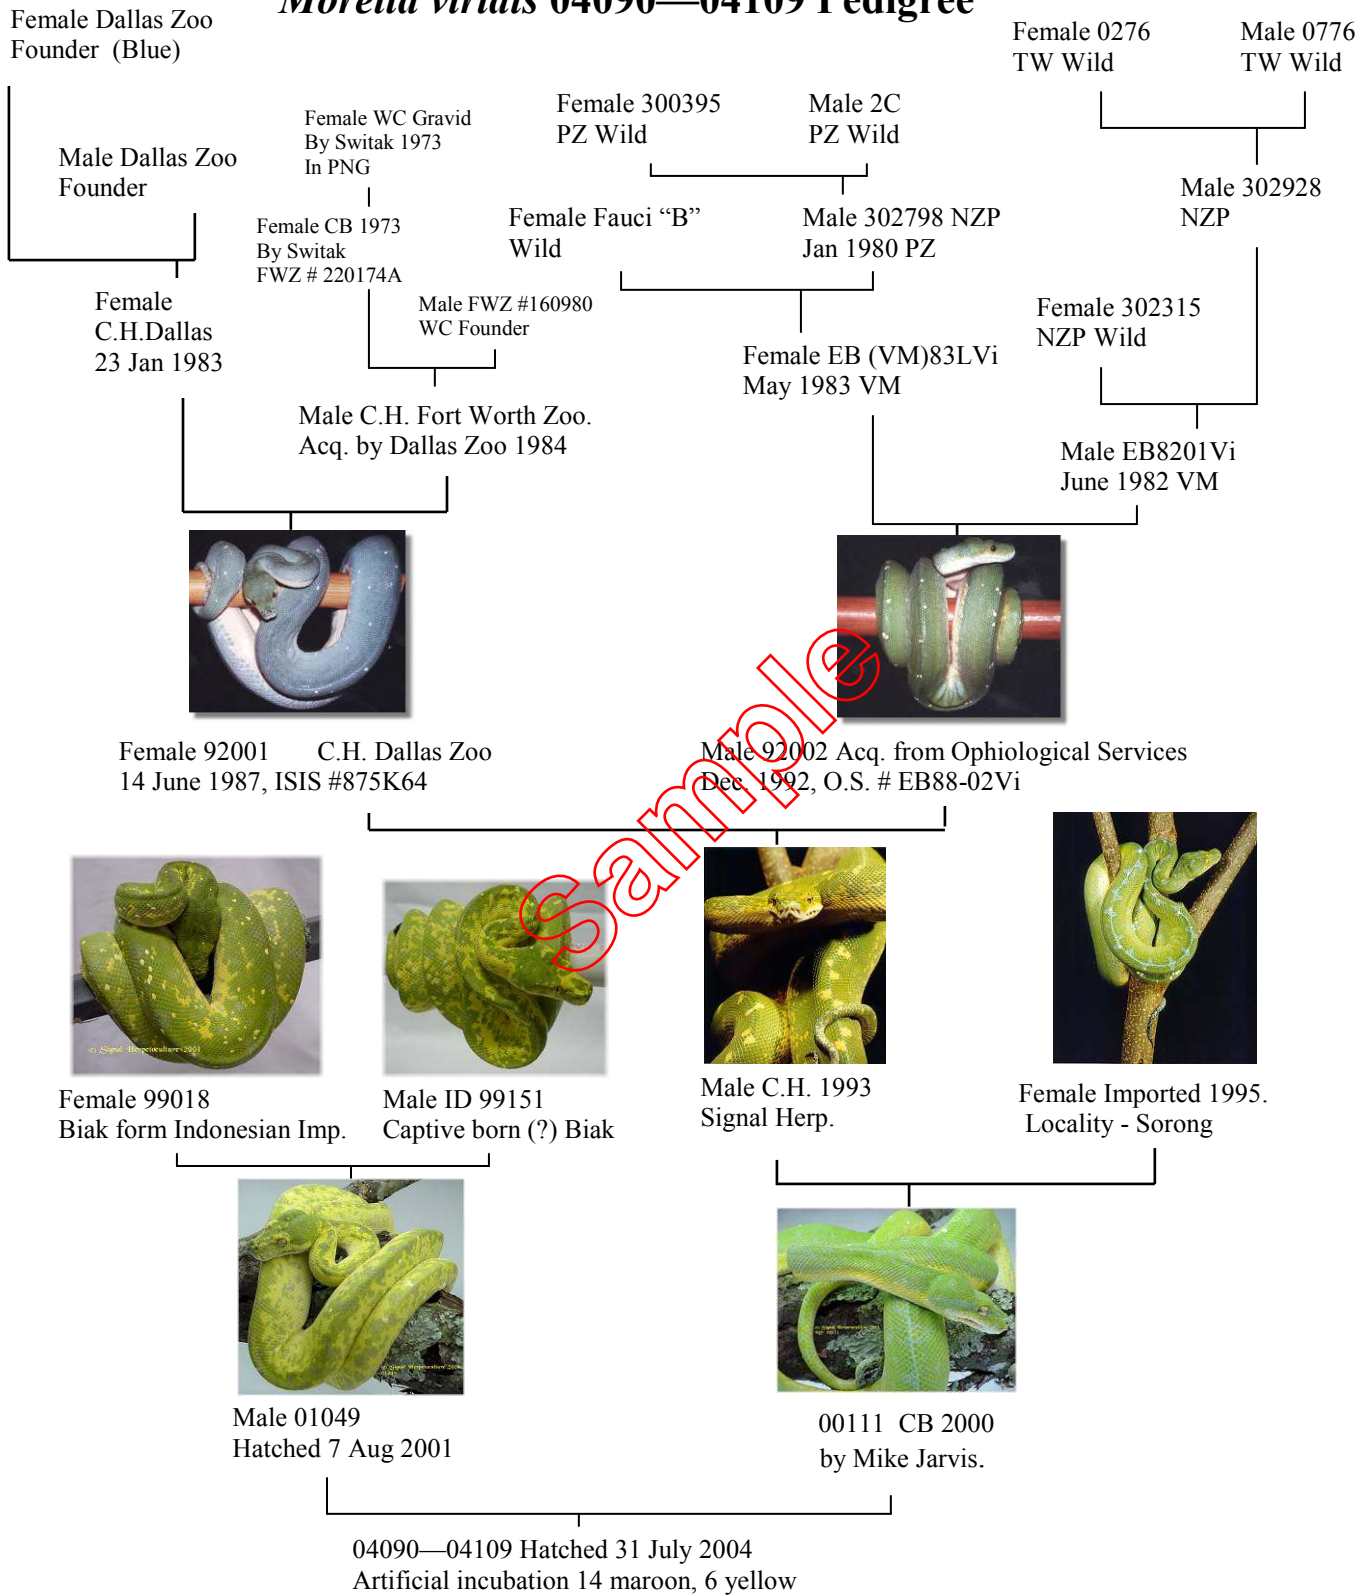 Morelia viridis 04090—04109 Pedigree
Female Dallas Zoo
Founder (Blue)
Female 0276
TW Wild
Male 0776
TW Wild
Female WC Gravid
By Switak 1973
In PNG
Female 300395
PZ Wild
Male 2C
PZ Wild
Male Dallas Zoo
Founder
Male 302928
NZP
Female CB 1973
By Switak
FWZ # 220174A
Female Fauci “B”
Wild
Male 302798 NZP
Jan 1980 PZ
Female
C.H.Dallas
23 Jan 1983
Male FWZ #160980
WC Founder
Female 302315
NZP Wild
Female EB (VM)83LVi
May 1983 VM
Male C.H. Fort Worth Zoo.
Acq. by Dallas Zoo 1984
Male EB8201Vi
June 1982 VM
Female 92001 C.H. Dallas Zoo
14 June 1987, ISIS #875K64
Male 92002 Acq. from Ophiological Services
Dec. 1992, O.S. # EB88-02Vi
Sample
(c) Signal Herpetoculture 2001
Female 99018
Biak form Indonesian Imp.
Male ID 99151
Captive born (?) Biak
Male C.H. 1993
Signal Herp.
Female Imported 1995.
Locality - Sorong
Male 01049
Hatched 7 Aug 2001
00111 CB 2000
by Mike Jarvis.
04090—04109 Hatched 31 July 2004
Artificial incubation 14 maroon, 6 yellow